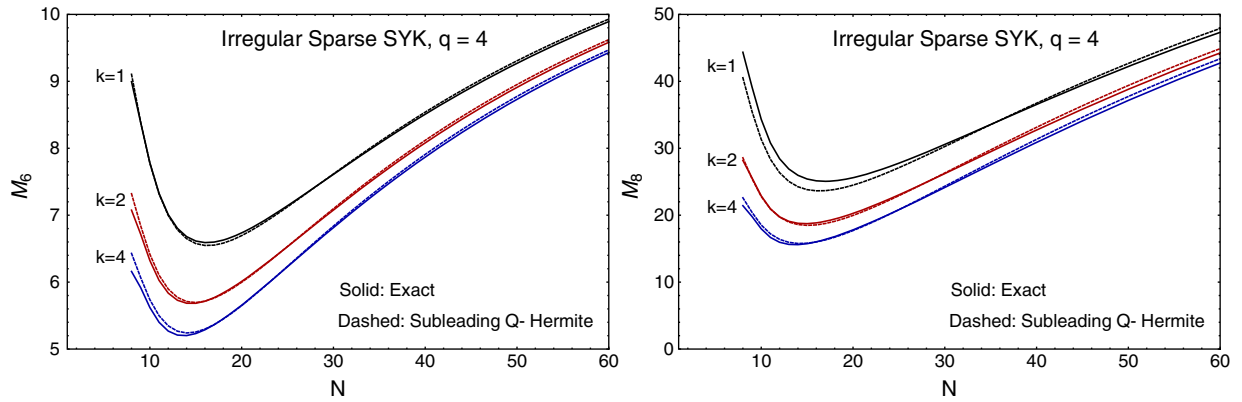 Irregular Sparse SYK, q = 4
10
9
8
7
6
5
M6
k=1
k=2
k=4
Solid: Exact
Dashed: Subleading Q- Hermite
10
20
30
40
50
60
N
Irregular Sparse SYK, q = 4
50
40
30
20
10
0
M8
k=1
k=2
k=4
Solid: Exact
Dashed: Subleading Q- Hermite
10
20
30
40
50
60
N